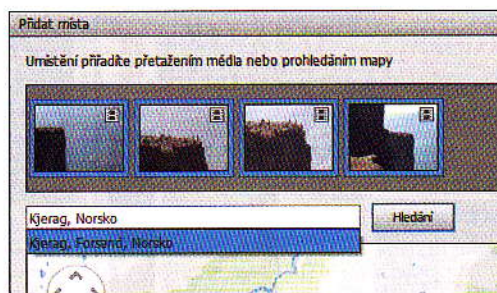 Přidat místa
Umístění přiřadíte přetažením média nebo prohledáním mapy
Kjerag, Norsko
Hledání
Kjerag, Forsand, Norsko